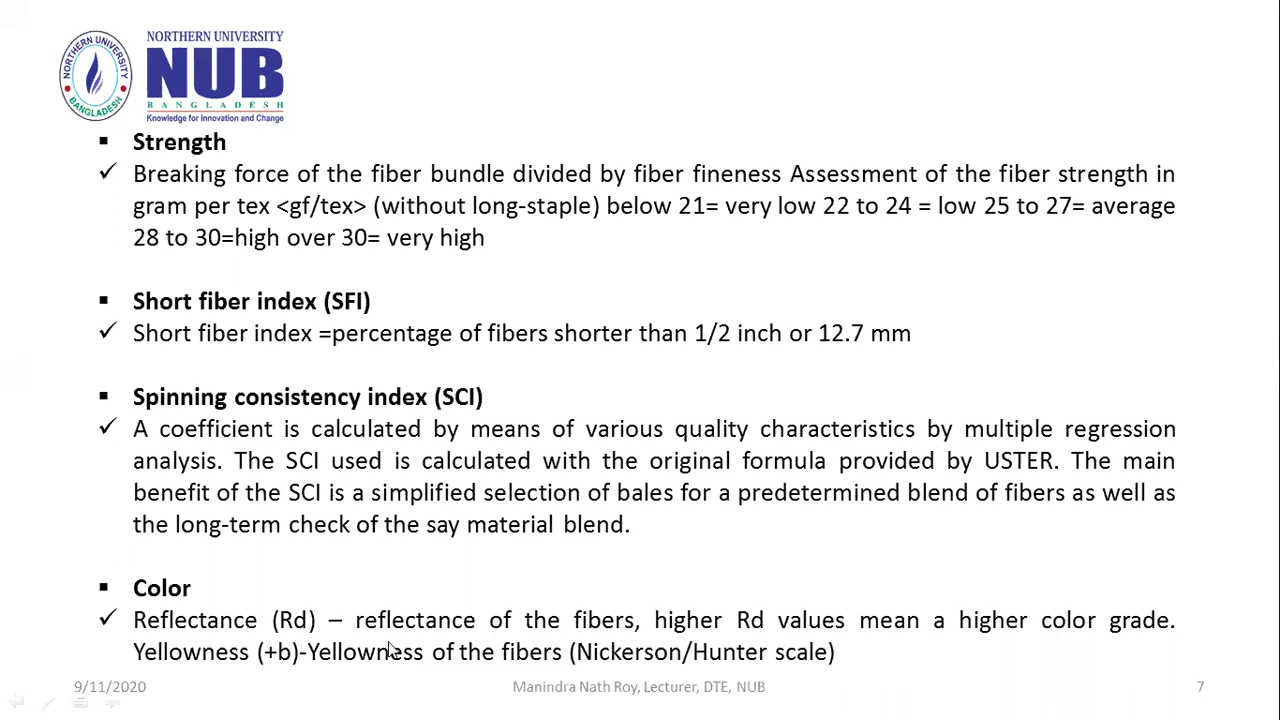 NORTHERN UNIVERSITY
BANGLADESH
NORTHERN UNIVERSITY
NUB
BANGLADESH
Knowledge for Innovation and Change
▪ Strength
✓ Breaking force of the fiber bundle divided by fiber fineness Assessment of the fiber strength in
gram per tex <gf/tex> (without long-staple) below 21= very low 22 to 24 = low 25 to 27= average
28 to 30=high over 30= very high
▪ Short fiber index (SFI)
✓ Short fiber index =percentage of fibers shorter than 1/2 inch or 12.7 mm
▪ Spinning consistency index (SCI)
✓ A coefficient is calculated by means of various quality characteristics by multiple regression
analysis. The SCI used is calculated with the original formula provided by USTER. The main
benefit of the SCI is a simplified selection of bales for a predetermined blend of fibers as well as
the long-term check of the say material blend.
▪ Color
✓ Reflectance (Rd) – reflectance of the fibers, higher Rd values mean a higher color grade.
Yellowness (+b)-Yellowness of the fibers (Nickerson/Hunter scale)
9/11/2020 Manindra Nath Roy, Lecturer, DTE, NUB 7